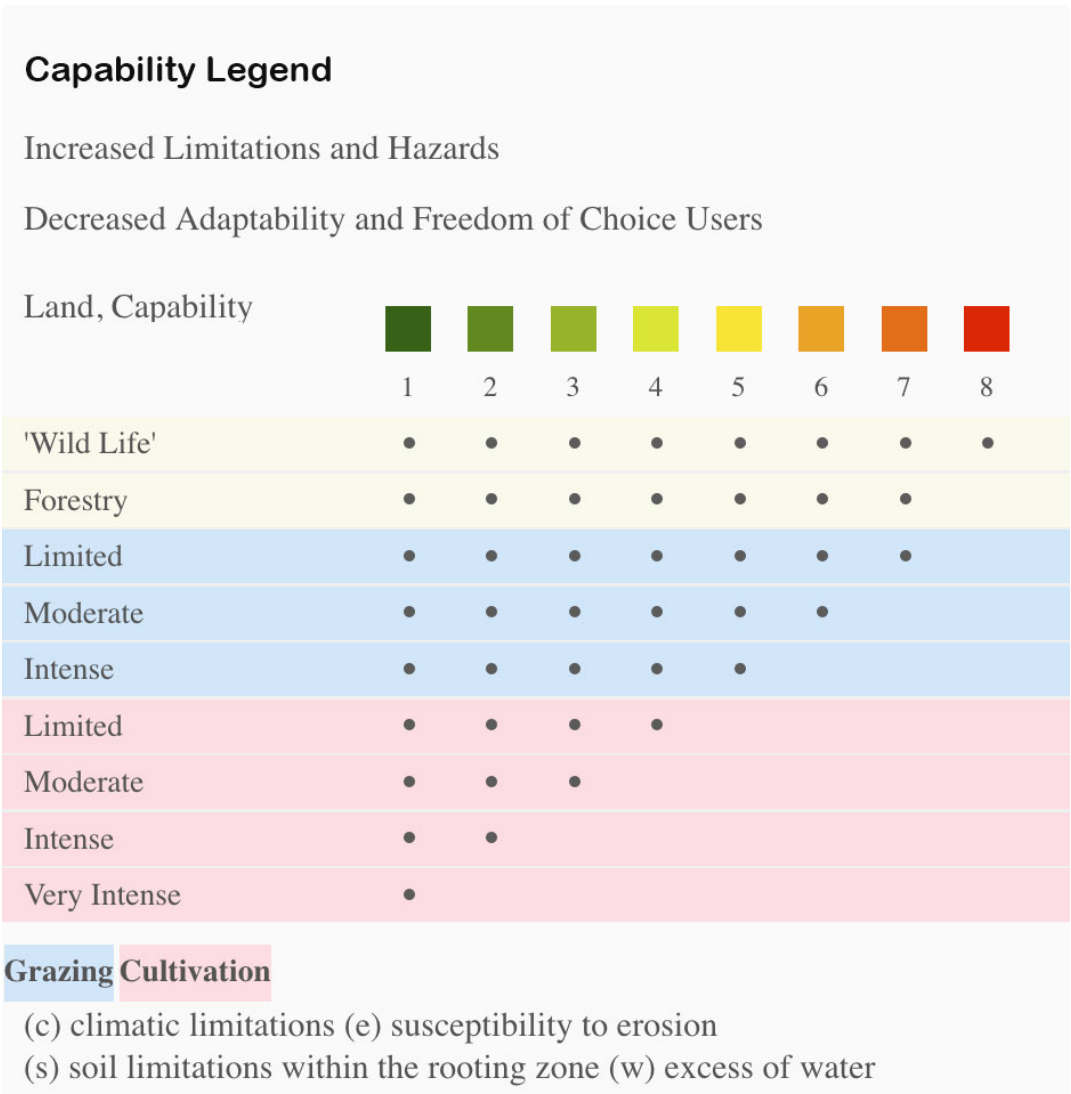 Capability Legend
Increased Limitations and Hazards
Decreased Adaptability and Freedom of Choice Users
Land, Capability
1 2 3 4 5 6 7 8
'Wild Life' • • • • • • • •
Forestry • • • • • • •
Limited • • • • • • •
Moderate • • • • • •
Intense • • • • •
Limited • • • •
Moderate • • •
Intense • •
Very Intense •
Grazing Cultivation
(c) climatic limitations (e) susceptibility to erosion
(s) soil limitations within the rooting zone (w) excess of water